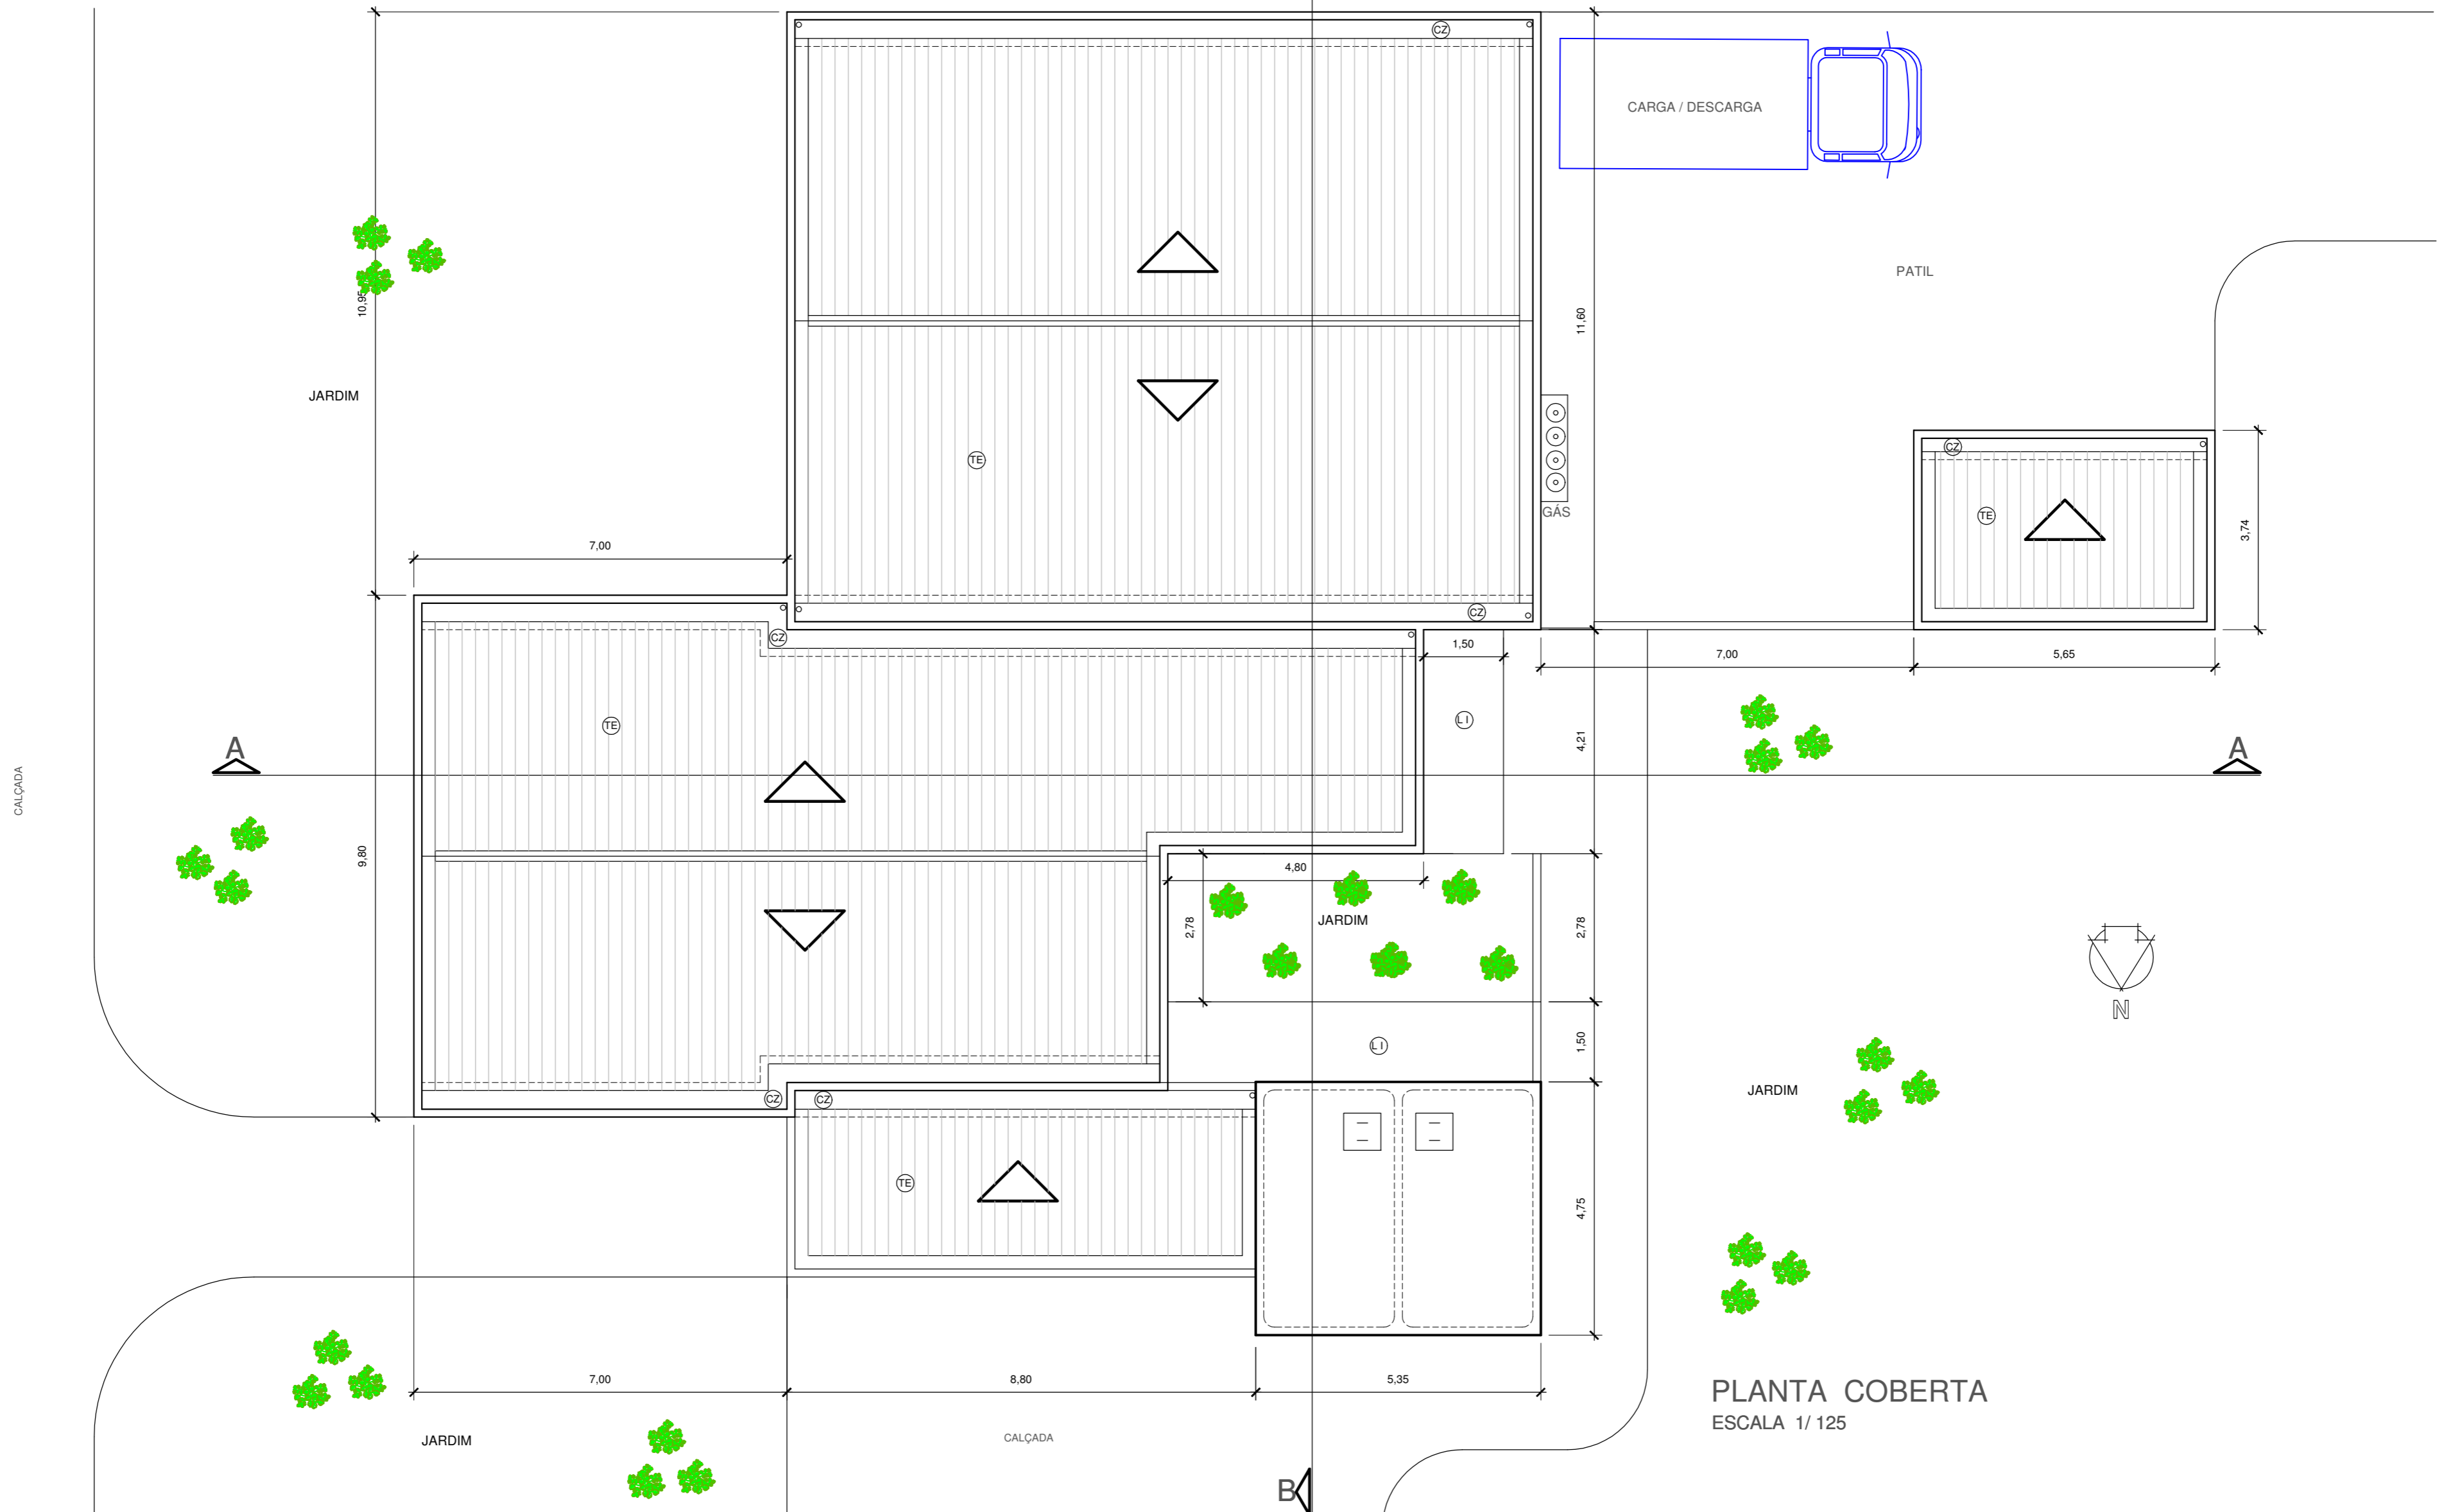 CZ
CARGA / DESCARGA
PATIL
10,95
11,60
JARDIM
CZ
TE
GÁS
TE
3,74
7,00
CZ
CZ
1,50
7,00
5,65
TE
L I
4,21
A
A
CALÇADA
9,80
4,80
2,78
JARDIM
2,78
N
L I
1,50
JARDIM
CZ
CZ
TE
4,75
7,00
8,80
5,35
PLANTA COBERTA
ESCALA 1/ 125
JARDIM
CALÇADA
B